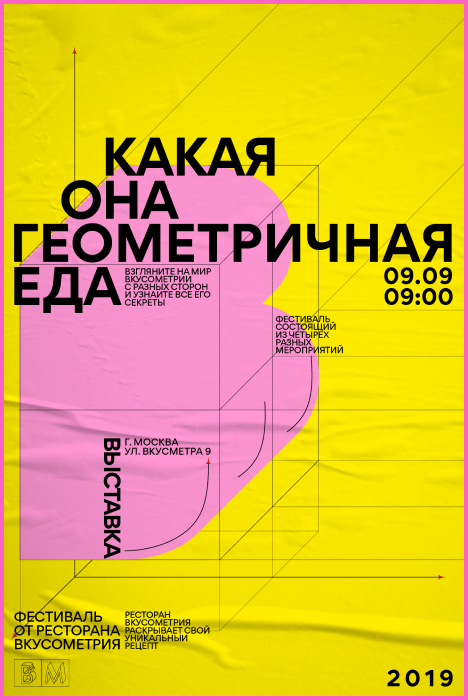 КАКАЯ
ОНА
ГЕОМЕТРИЧНАЯ
ЕДА
ВЗГЛЯНИТЕ НА МИР
ВКУСОМЕТРИИ
С РАЗНЫХ СТОРОН
И УЗНАЙТЕ ВСЕ ЕГО
СЕКРЕТЫ
09.09
09:00
ФЕСТИВАЛЬ,
СОСТОЯЩИЙ
ИЗ ЧЕТЫРЕХ
РАЗНЫХ
МЕРОПРИЯТИЙ
ВЫСТАВКА
Г. МОСКВА
УЛ. ВКУСМЕТРА 9
ФЕСТИВАЛЬ
ОТ РЕСТОРАНА
ВКУСОМЕТРИЯ
РЕСТОРАН
ВКУСОМЕТРИЯ
РАСКРЫВАЕТ СВОЙ
УНИКАЛЬНЫЙ
РЕЦЕПТ
ВМ
2019